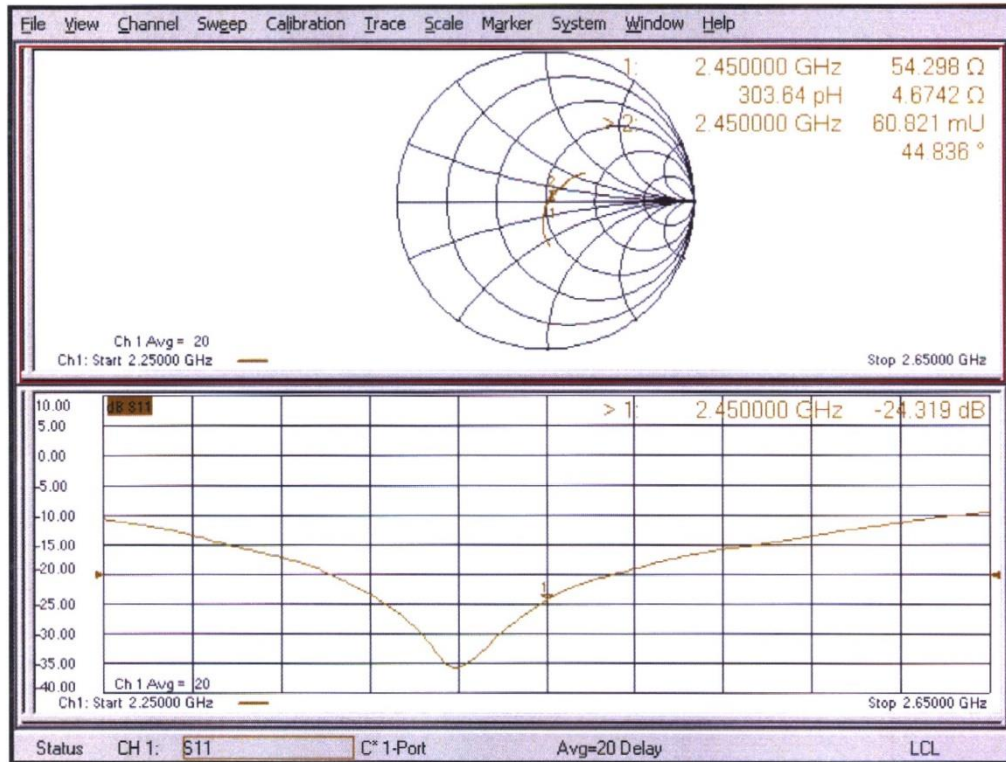 File View Channel Sweep Calibration Trace Scale Marker System Window Help
1: 2.450000 GHz 54.298 Ω
303.64 pH 4.6742 Ω
> 2: 2.450000 GHz 60.821 mU
44.836 °
2
1
Ch 1 Avg = 20
Ch1: Start 2.25000 GHz Stop 2.65000 GHz
10.00 dB S11 > 1: 2.450000 GHz -24.319 dB
5.00
0.00
-5.00
-10.00
-15.00
-20.00
1
-25.00
-30.00
-35.00
-40.00 Ch 1 Avg = 20
Ch1: Start 2.25000 GHz Stop 2.65000 GHz
Status CH 1: S11 C* 1-Port Avg=20 Delay LCL